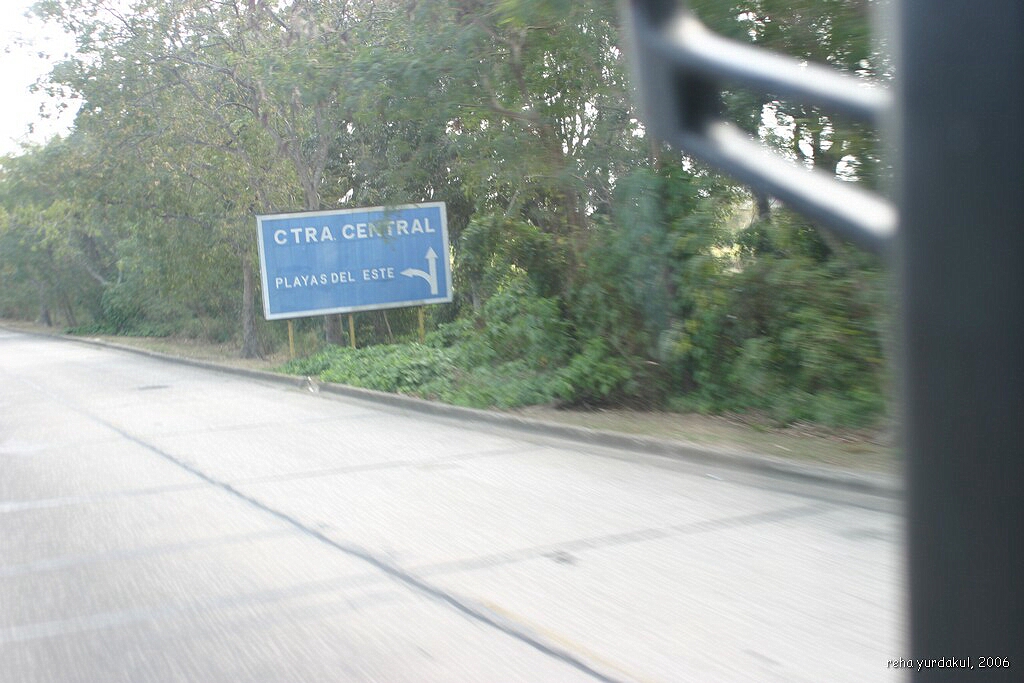 CTRA. CENTRAL
PLAYAS DEL ESTE
reha yurdakul, 2006